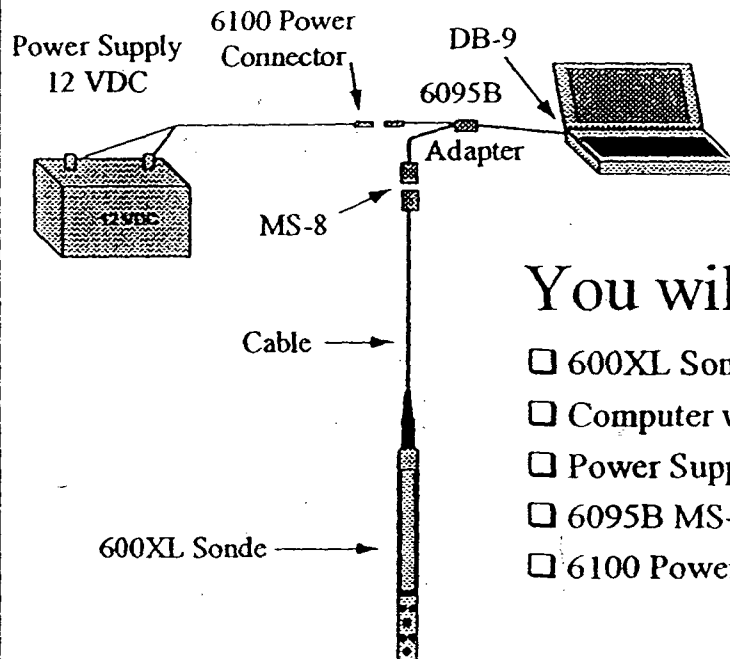 6100 Power
Connector
Power Supply
12 VDC
DB-9
6095B
Adapter
12VDC
MS-8
Cable
600XL Sonde
You wil
❑ 600XL Son
❑ Computer
❑ Power Supp
❑ 6095B MS-
❑ 6100 Power